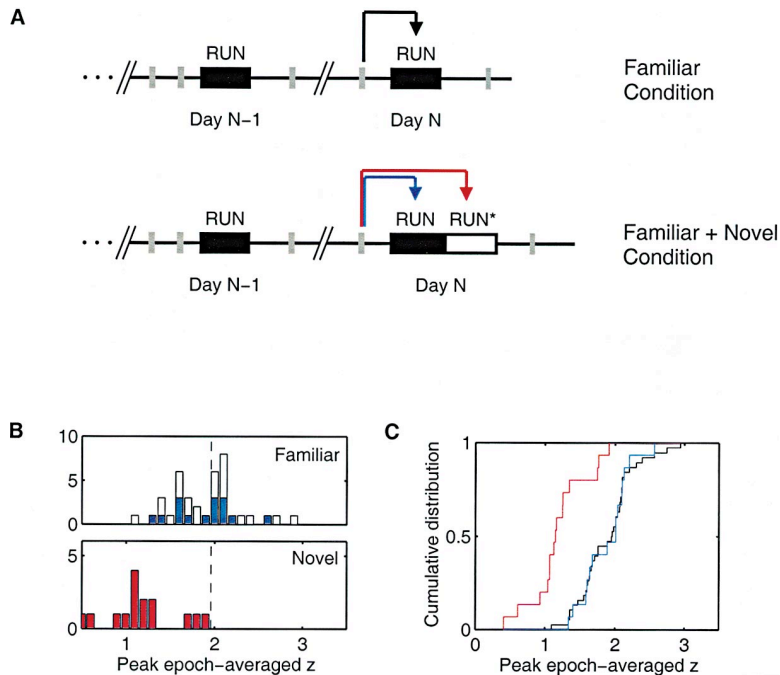 A
RUN
RUN
Familiar
Condition
Day N−1
Day N
RUN
RUN
RUN*
Familiar + Novel
Condition
Day N−1
Day N
B
10
5
0
Familiar
5
0
Novel
1
2
3
Peak epoch−averaged z
C
Cumulative distribution
1
0.5
0
0
1
2
3
Peak epoch−averaged z